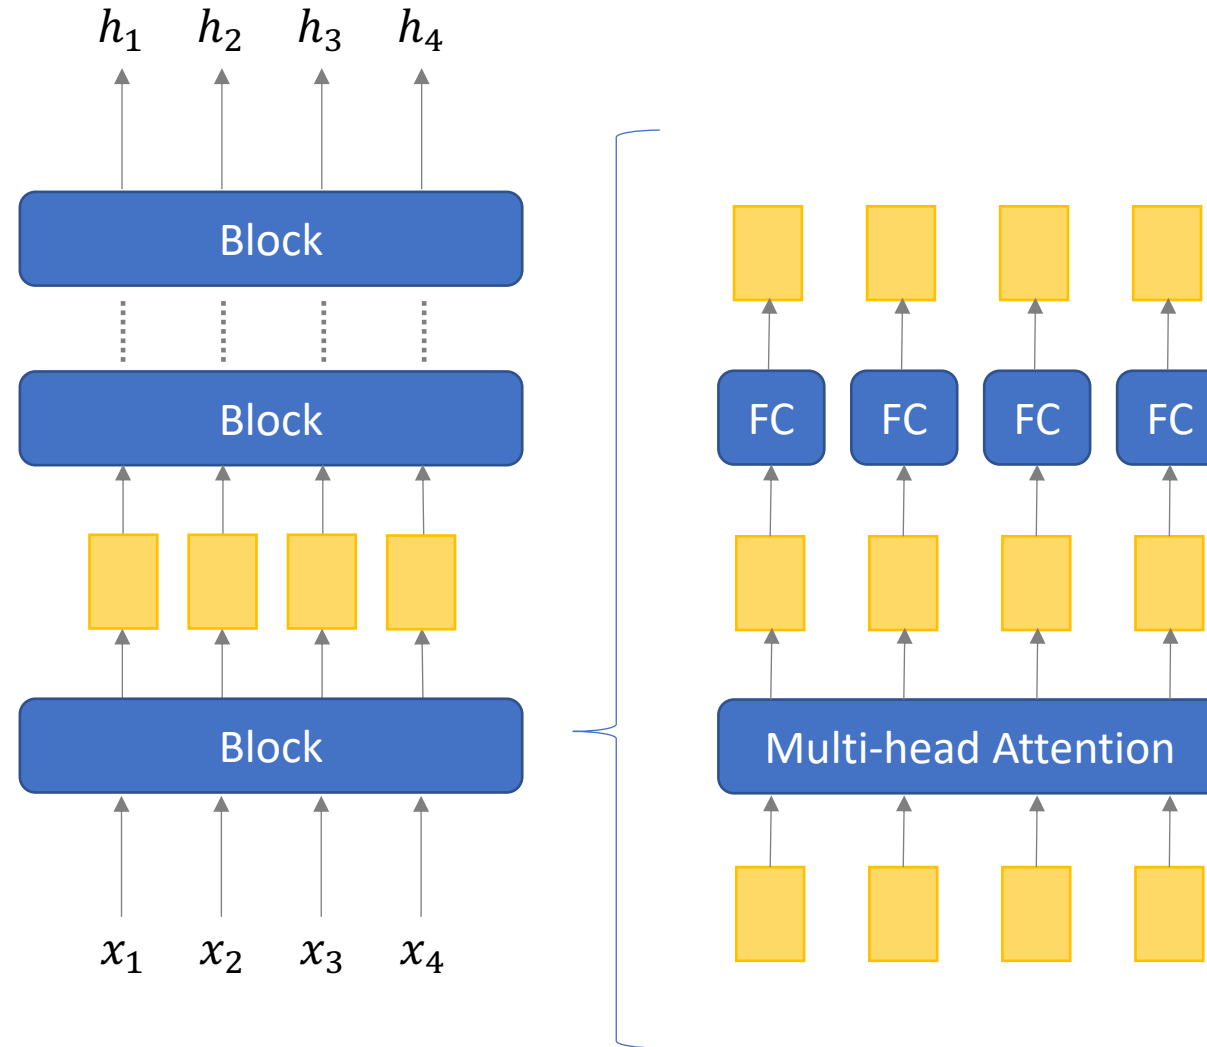 h₁ h₂ h₃ h₄
Block
Block
Block
x₁ x₂ x₃ x₄
FC FC FC FC
Multi-head Attention